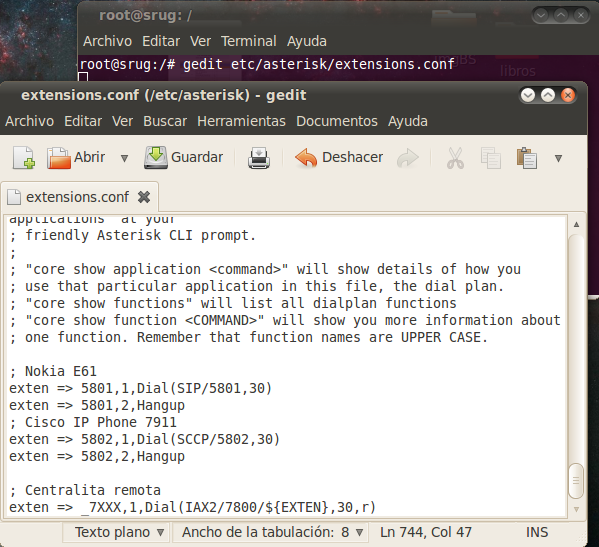 root@srug: /
Archivo Editar Ver Terminal Ayuda
root@srug:/# gedit etc/asterisk/extensions.conf
libros
extensions.conf (/etc/asterisk) - gedit
Archivo Editar Ver Buscar Herramientas Documentos Ayuda
Abrir Guardar Deshacer
extensions.conf
applications" at your
; friendly Asterisk CLI prompt.
;
; "core show application <command>" will show details of how you
; use that particular application in this file, the dial plan.
; "core show functions" will list all dialplan functions
; "core show function <COMMAND>" will show you more information about
; one function. Remember that function names are UPPER CASE.
; Nokia E61
exten => 5801,1,Dial(SIP/5801,30)
exten => 5801,2,Hangup
; Cisco IP Phone 7911
exten => 5802,1,Dial(SCCP/5802,30)
exten => 5802,2,Hangup
; Centralita remota
exten => _7XXX,1,Dial(IAX2/7800/${EXTEN},30,r)
Texto plano Ancho de la tabulación: 8 Ln 744, Col 47 INS